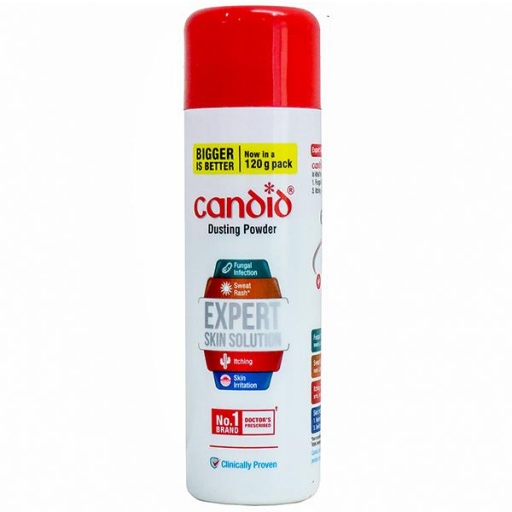 BIGGER
IS BETTER
Now in a
120 g pack
candid®
Dusting Powder
Fungal
Infection
Sweat
Rash*
EXPERT
SKIN SOLUTION
Itching
Skin
Irritation
No.1
BRAND
DOCTOR'S
PRESCRIBED
†
Clinically Proven